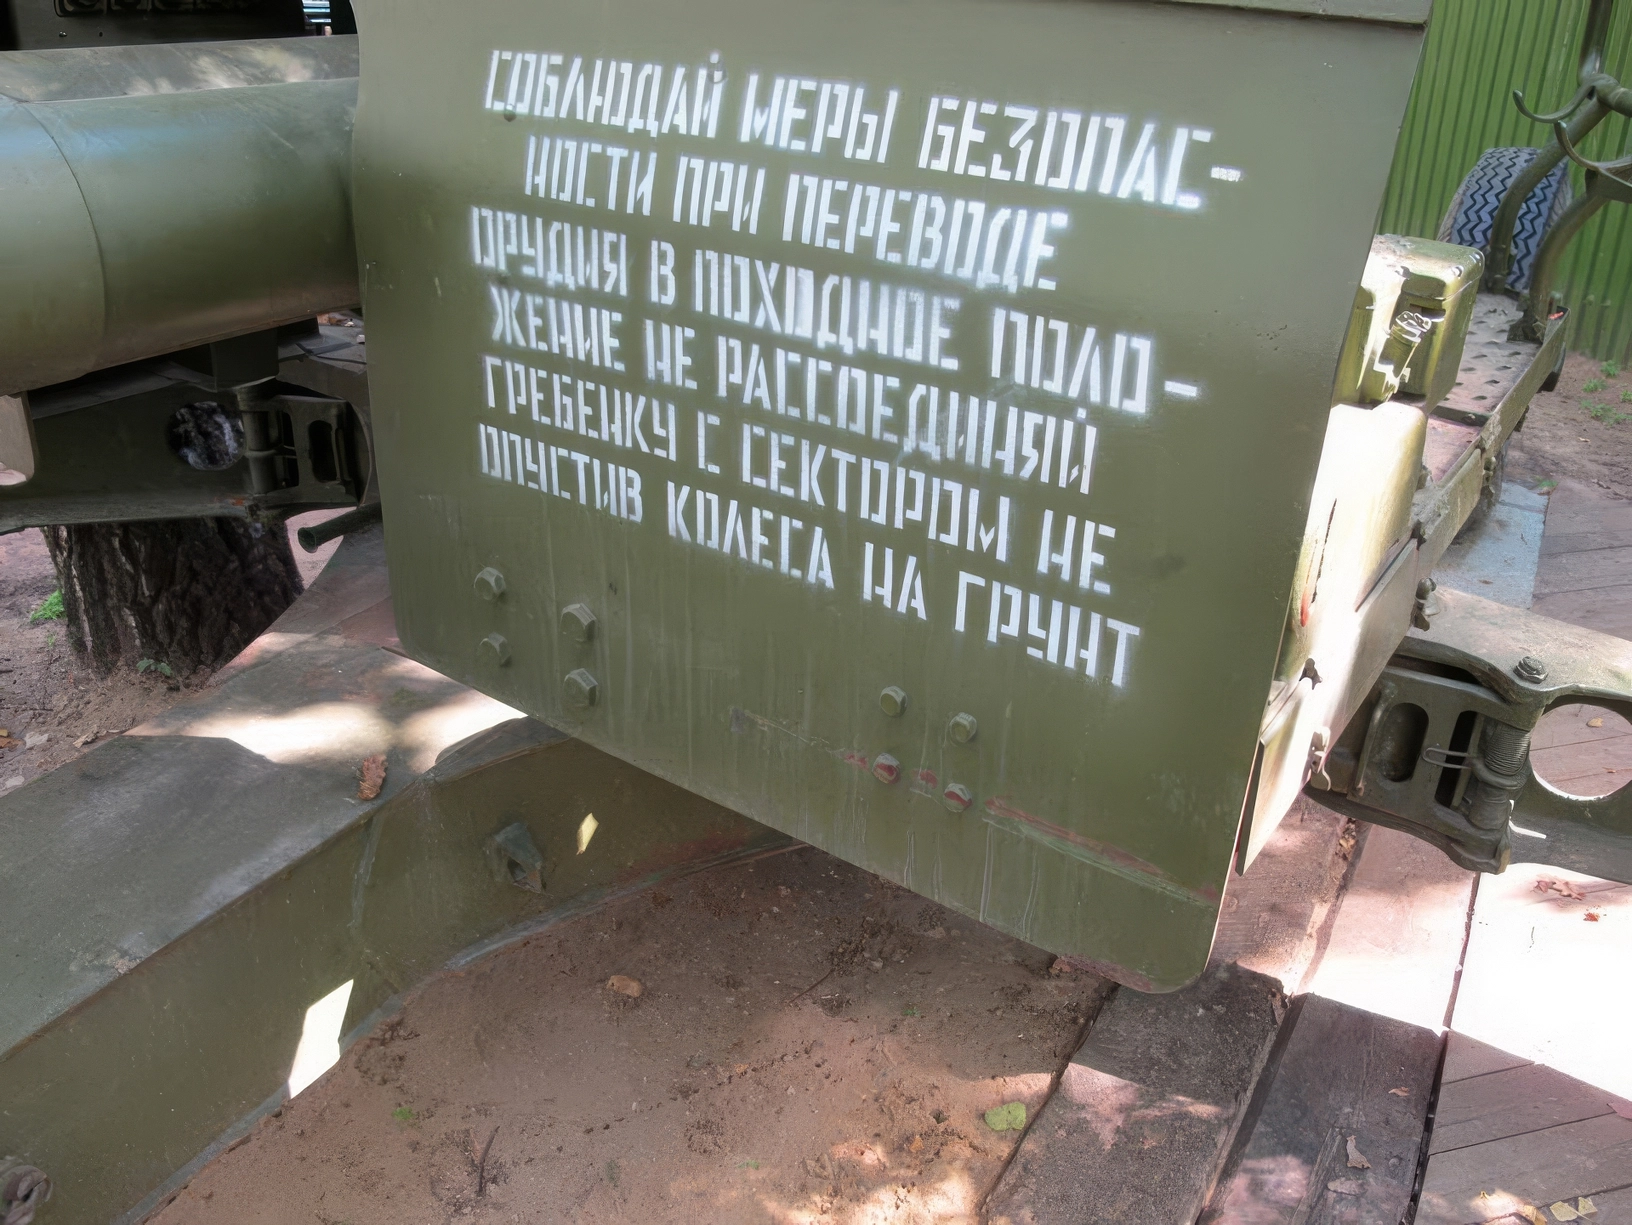 СОБЛЮДАЙ МЕРЫ БЕЗОПАС-
НОСТИ ПРИ ПЕРЕВОДЕ
ОРУДИЯ В ПОХОДНОЕ ПОЛО-
ЖЕНИЕ НЕ РАССОЕДИНЯЙ
ГРЕБЕНКУ С СЕКТОРОМ НЕ
ОПУСТИВ КОЛЕСА НА ГРУНТ